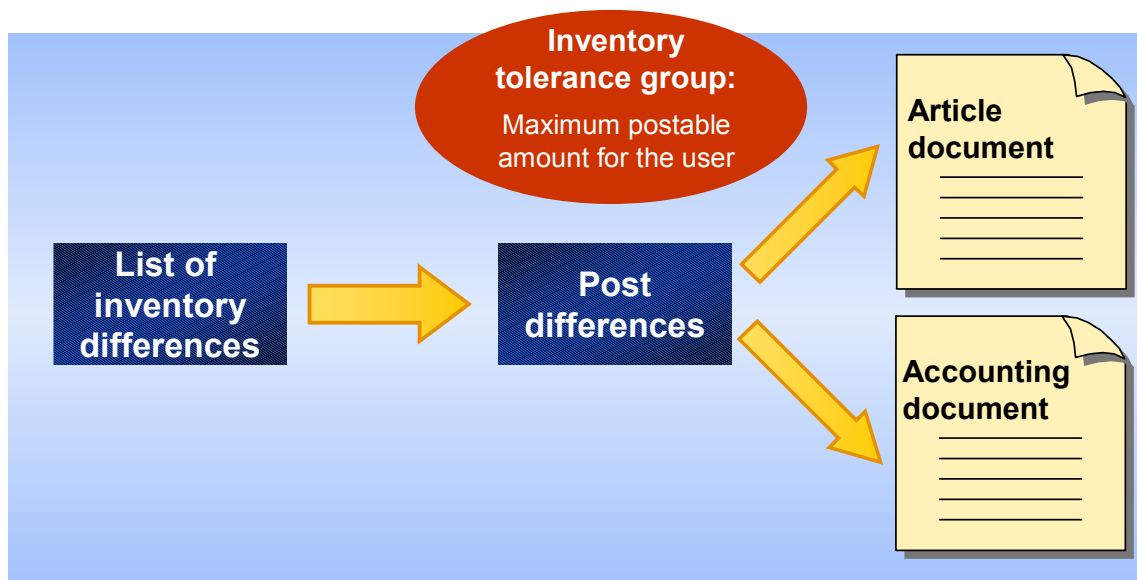 Inventory
tolerance group:
Maximum postable
amount for the user
List of
inventory
differences
Post
differences
Article
document
Accounting
document